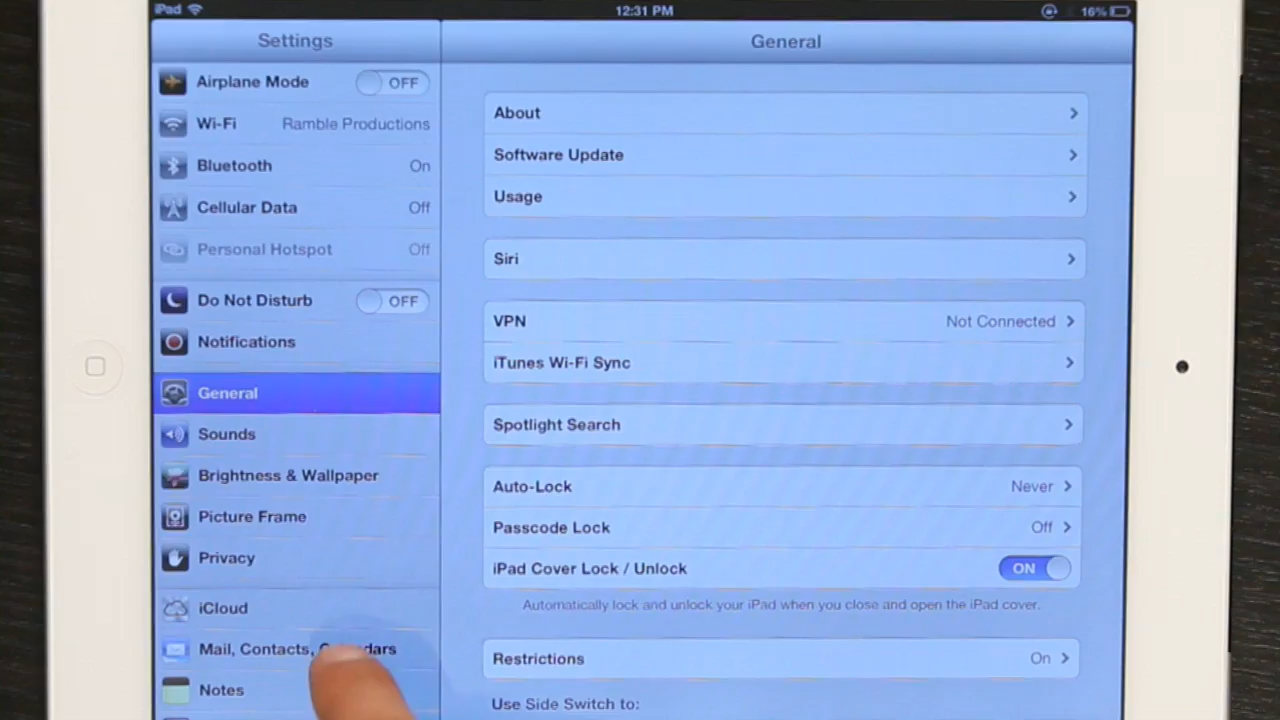 iPad
12:31 PM
16%
Settings
General
Airplane Mode OFF
Wi-Fi Ramble Productions
Bluetooth On
Cellular Data Off
Personal Hotspot Off
Do Not Disturb OFF
Notifications
General
Sounds
Brightness & Wallpaper
Picture Frame
Privacy
iCloud
Mail, Contacts, dars
Notes
About
Software Update
Usage
Siri
VPN Not Connected
iTunes Wi-Fi Sync
Spotlight Search
Auto-Lock Never
Passcode Lock Off
iPad Cover Lock / Unlock ON
Automatically lock and unlock your iPad when you close and open the iPad cover.
Restrictions On
Use Side Switch to: